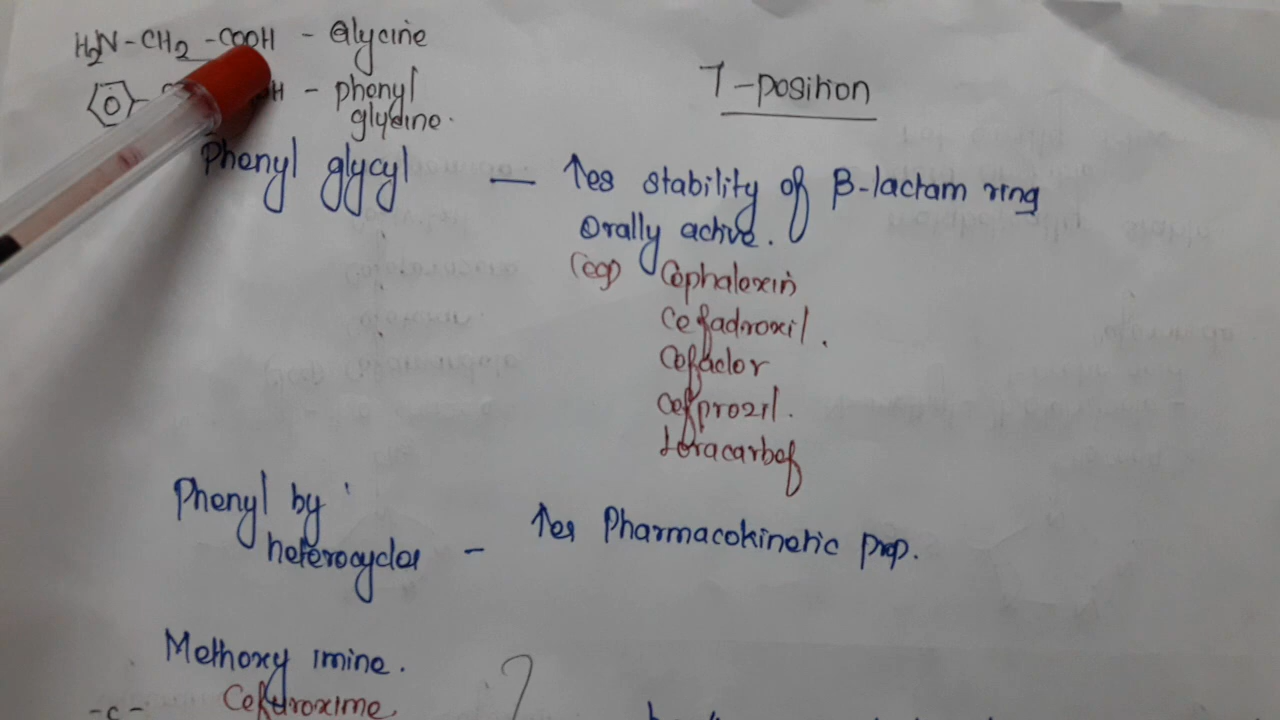 H₂N-CH₂-COOH - Glycine
- phenyl
glycine.
7-position
Phenyl glycyl — ↑es stability of β-lactam ring
Orally active.
(eg) Cephalexin
Cefadroxil.
Cefaclor
Cefprozil.
Loracarbef
Phenyl by
heterocycles - ↑es Pharmacokinetic prop.
Methoxy imine.
Cefuroxime
-C-
?